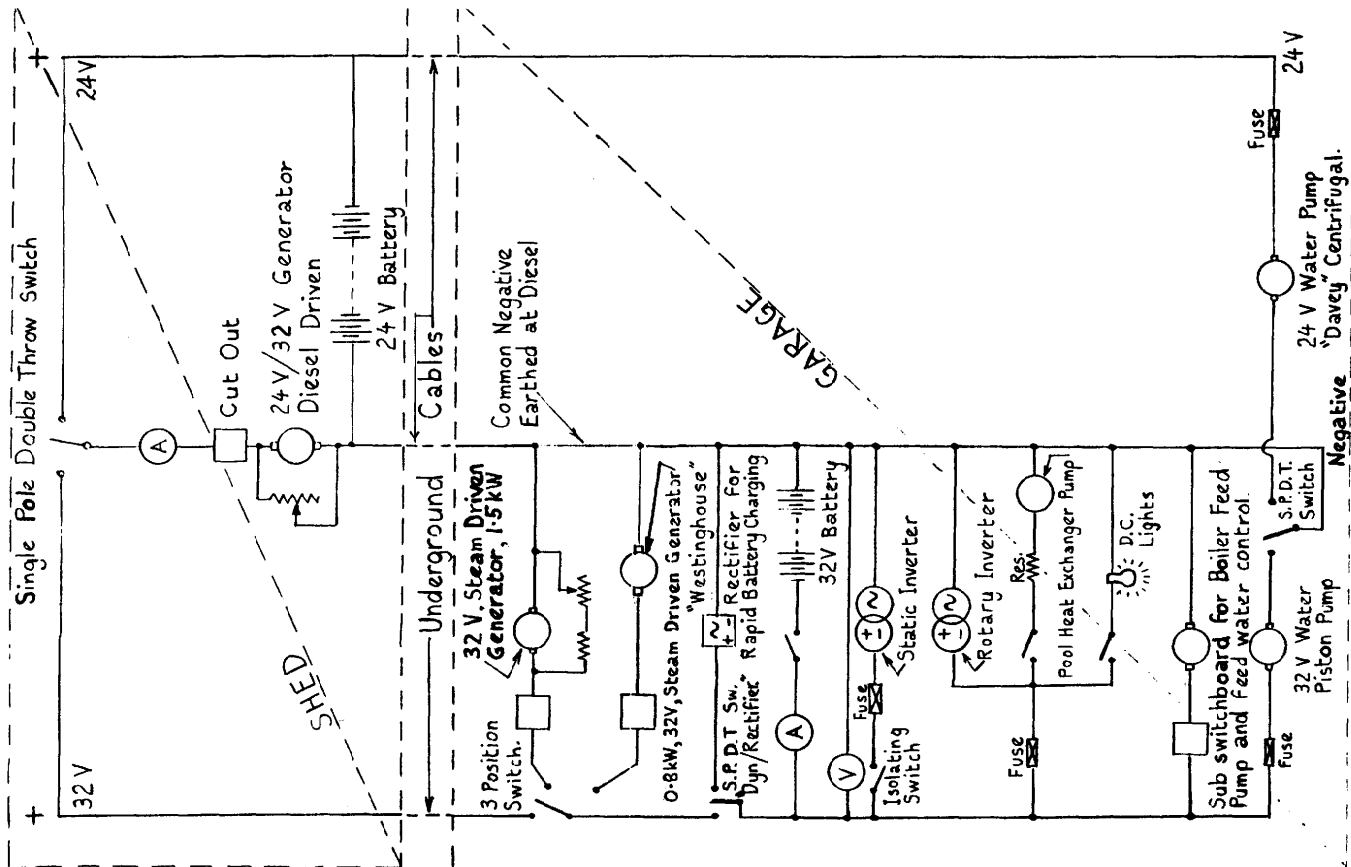 Single Pole Double Throw Switch
+
32 V
24V
+
A
Cut Out
24V/32 V Generator
Diesel Driven
24 V Battery
SHED
Underground
Cables
3 Position
Switch.
32 V, Steam Driven
Generator, 1.5 kW
Common Negative
Earthed at Diesel
0-8kW, 32V, Steam Driven Generator
"Westinghouse"
S.P.D.T Sw.
Dyn/Rectifier"
~
+ -
Rectifier for
Rapid Battery Charging
A
32V Battery
V
Isolating
Switch
Fuse
± ~
Static Inverter
± ~
Rotary Inverter
GARAGE
Fuse
Res.
Pool Heat Exchanger Pump
D.C.
Lights
Sub switchboard for Boiler Feed
Pump and feed water control.
Fuse
32V Water
Piston Pump
S.P.D.T.
Switch
Negative
24 V Water Pump
"Davey" Centrifugal.
Fuse
24 V